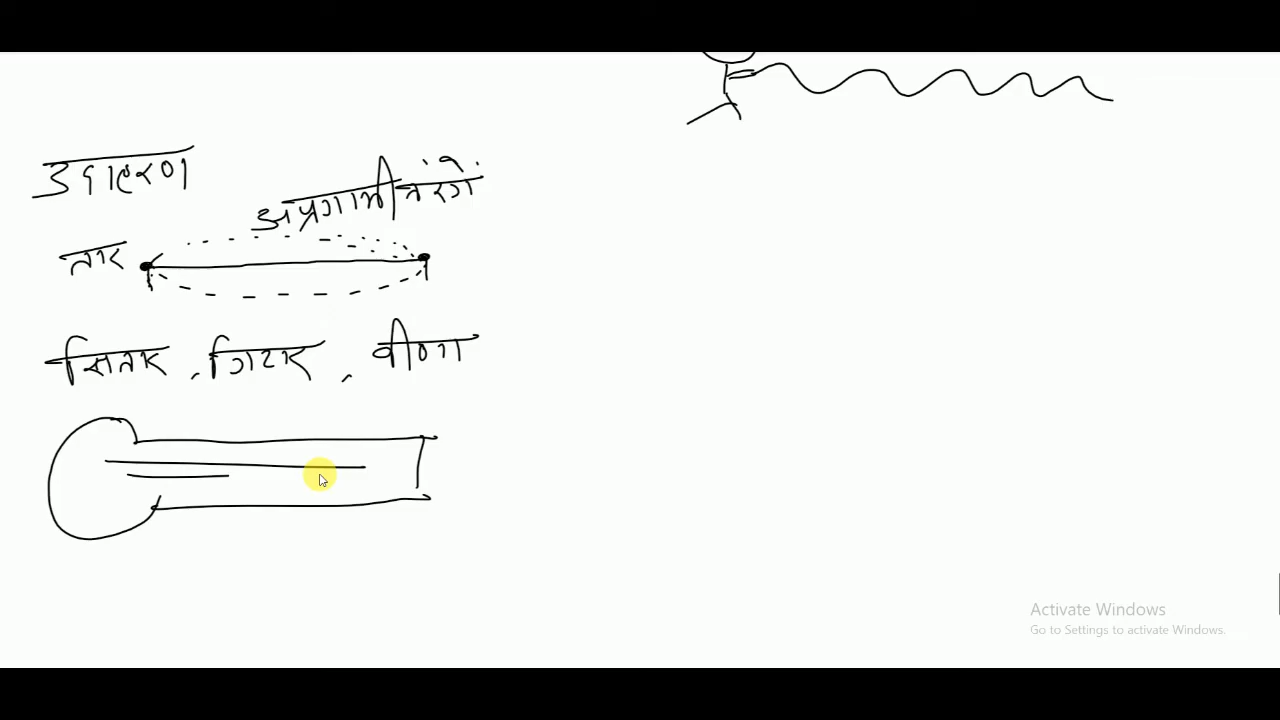 उदाहरण
अप्रगामी तरंगें
तार
सितार, गिटार, वीणा
Activate Windows
Go to Settings to activate Windows.